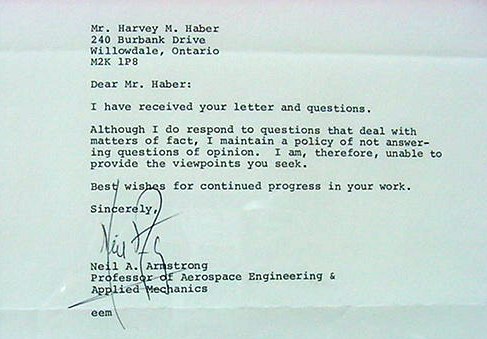 Mr. Harvey M. Haber
240 Burbank Drive
Willowdale, Ontario
M2K 1P8
Dear Mr. Haber:
I have received your letter and questions.
Although I do respond to questions that deal with
matters of fact, I maintain a policy of not answer-
ing questions of opinion.  I am, therefore, unable to
provide the viewpoints you seek.
Best wishes for continued progress in your work.
Sincerely,
Neil A. Armstrong
Professor of Aerospace Engineering &
Applied Mechanics
eem